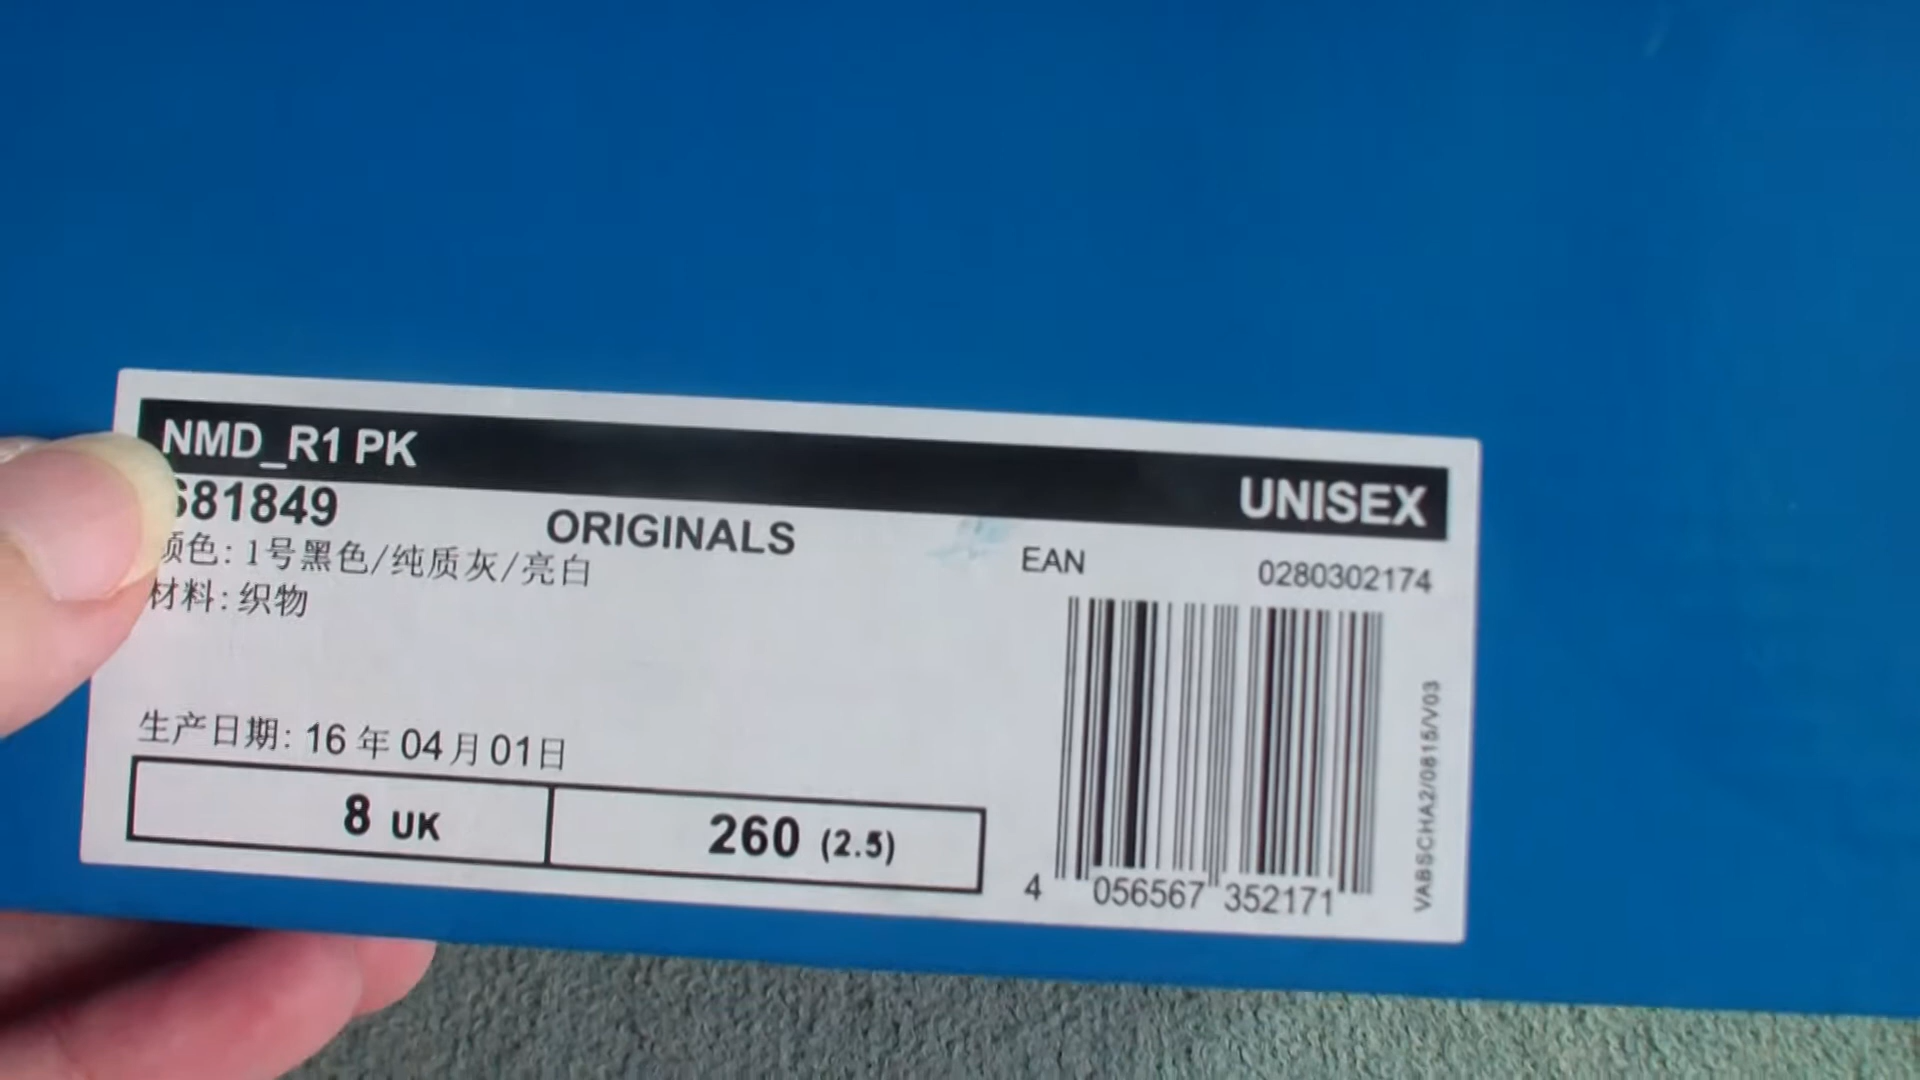 NMD_R1 PK
UNISEX
681849
ORIGINALS
颜色: 1号黑色/纯质灰/亮白
材料: 织物
EAN
0280302174
生产日期: 16 年 04 月 01 日
8 UK
260 (2.5)
4 056567 352171
VABSCHA2/0815/V03